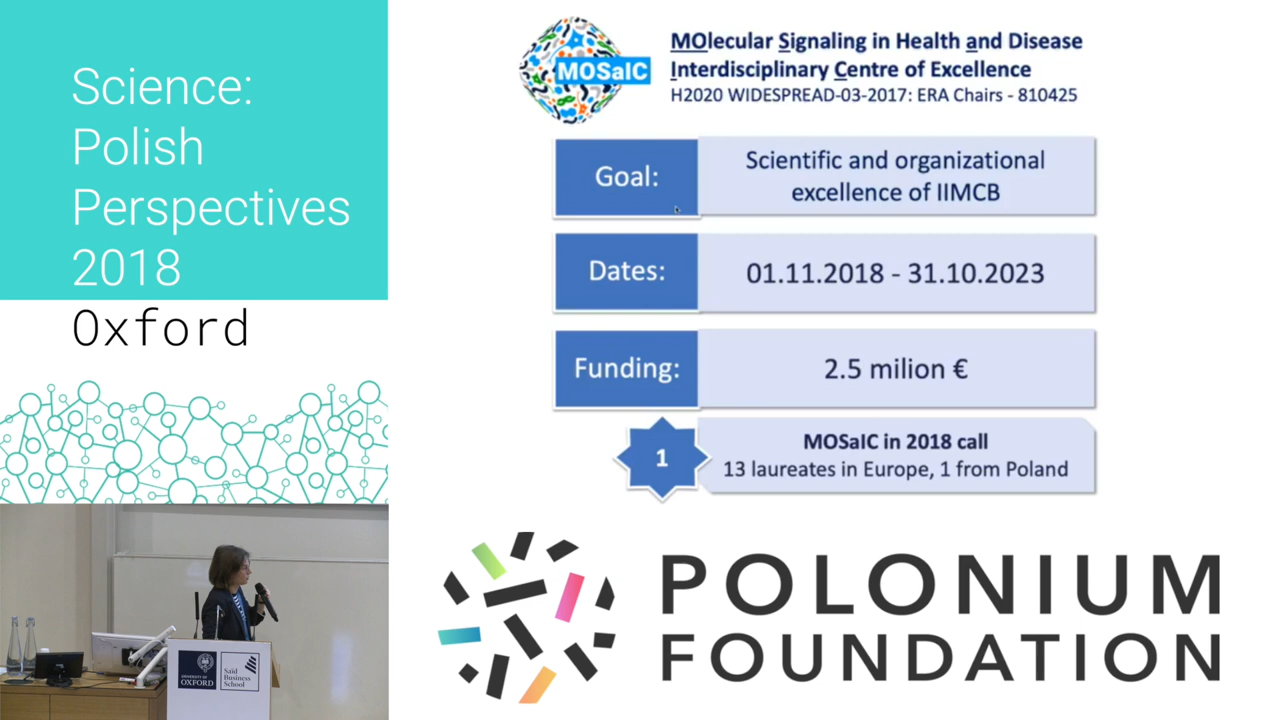 Science:
Polish
Perspectives
2018
Oxford
MOSaIC
MOlecular Signaling in Health and Disease
Interdisciplinary Centre of Excellence
H2020 WIDESPREAD-03-2017: ERA Chairs - 810425
Goal:
Scientific and organizational
excellence of IIMCB
Dates:
01.11.2018 - 31.10.2023
Funding:
2.5 milion €
1
MOSaIC in 2018 call
13 laureates in Europe, 1 from Poland
UNIVERSITY OF
OXFORD
Saïd
Business
School
POLONIUM
FOUNDATION